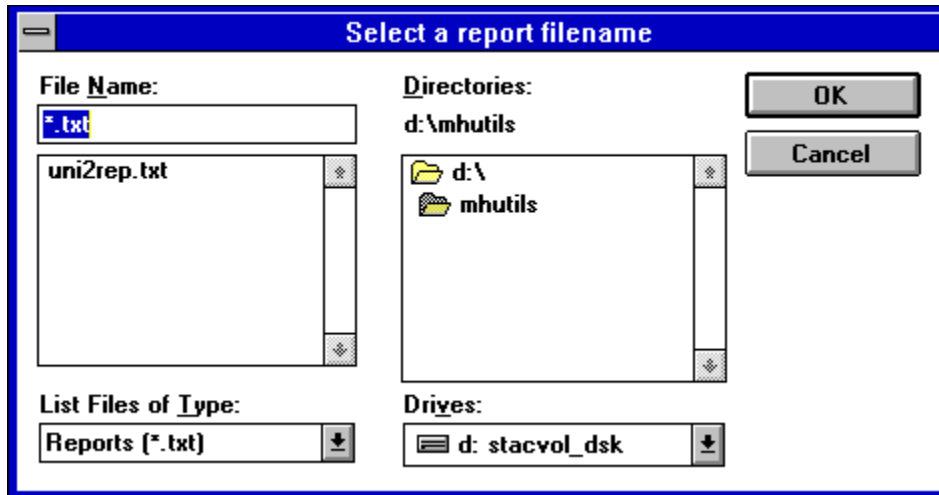 Select a report filename
File Name:
*.txt
uni2rep.txt
List Files of Type:
Reports (*.txt)
Directories:
d:\mhutils
d:\
mhutils
Drives:
d: stacvol_dsk
OK
Cancel